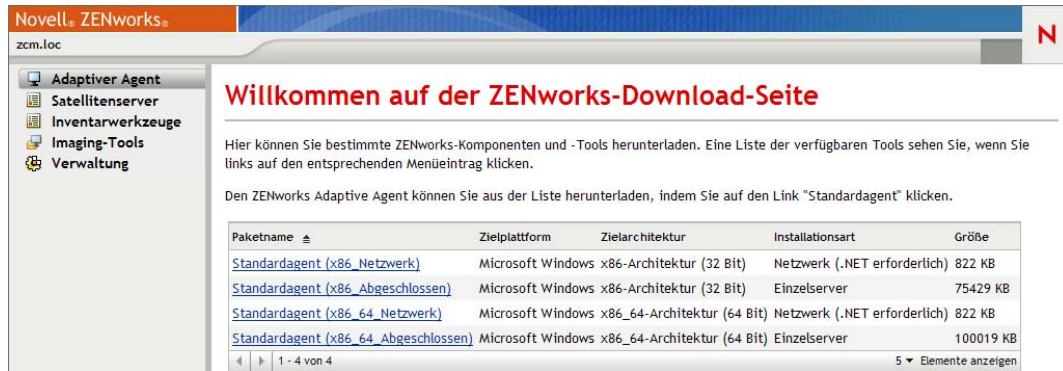 Novell® ZENworks®
zcm.loc
N
Adaptiver Agent
Satellitenserver
Inventarwerkzeuge
Imaging-Tools
Verwaltung
Willkommen auf der ZENworks-Download-Seite
Hier können Sie bestimmte ZENworks-Komponenten und -Tools herunterladen. Eine Liste der verfügbaren Tools sehen Sie, wenn Sie
links auf den entsprechenden Menüeintrag klicken.
Den ZENworks Adaptive Agent können Sie aus der Liste herunterladen, indem Sie auf den Link "Standardagent" klicken.
Paketname Zielplattform Zielarchitektur Installationsart Größe
Standardagent (x86_Netzwerk) Microsoft Windows x86-Architektur (32 Bit) Netzwerk (.NET erforderlich) 822 KB
Standardagent (x86_Abgeschlossen) Microsoft Windows x86-Architektur (32 Bit) Einzelserver 75429 KB
Standardagent (x86_64_Netzwerk) Microsoft Windows x86_64-Architektur (64 Bit) Netzwerk (.NET erforderlich) 822 KB
Standardagent (x86_64_Abgeschlossen) Microsoft Windows x86_64-Architektur (64 Bit) Einzelserver 100019 KB
1 - 4 von 4 5 Elemente anzeigen